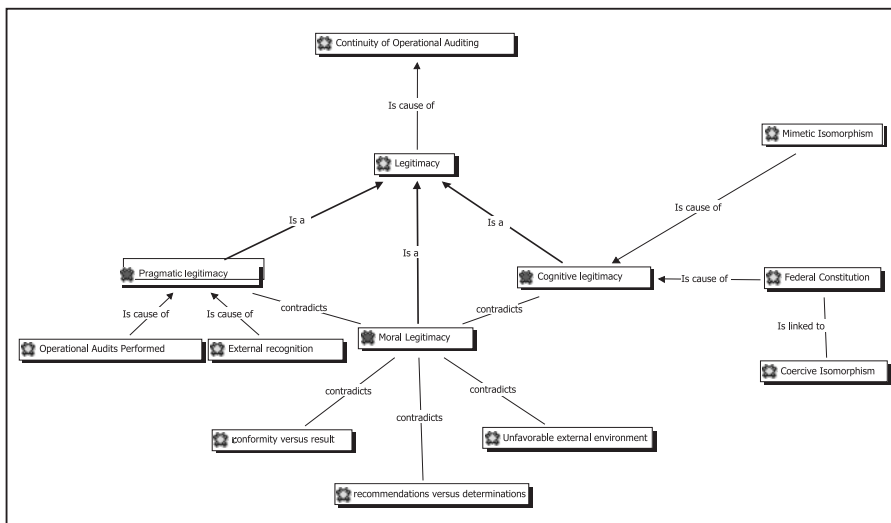 Continuity of Operational Auditing
Is cause of
Mimetic Isomorphism
Legitimacy
Is cause of
Is a
Is a
Is a
Pragmatic legitimacy
Cognitive legitimacy
Is cause of
Federal Constitution
contradicts
contradicts
Is cause of
Is cause of
Is linked to
Moral Legitimacy
Operational Audits Performed
External recognition
Coercive Isomorphism
contradicts
contradicts
contradicts
conformity versus result
Unfavorable external environment
recommendations versus determinations